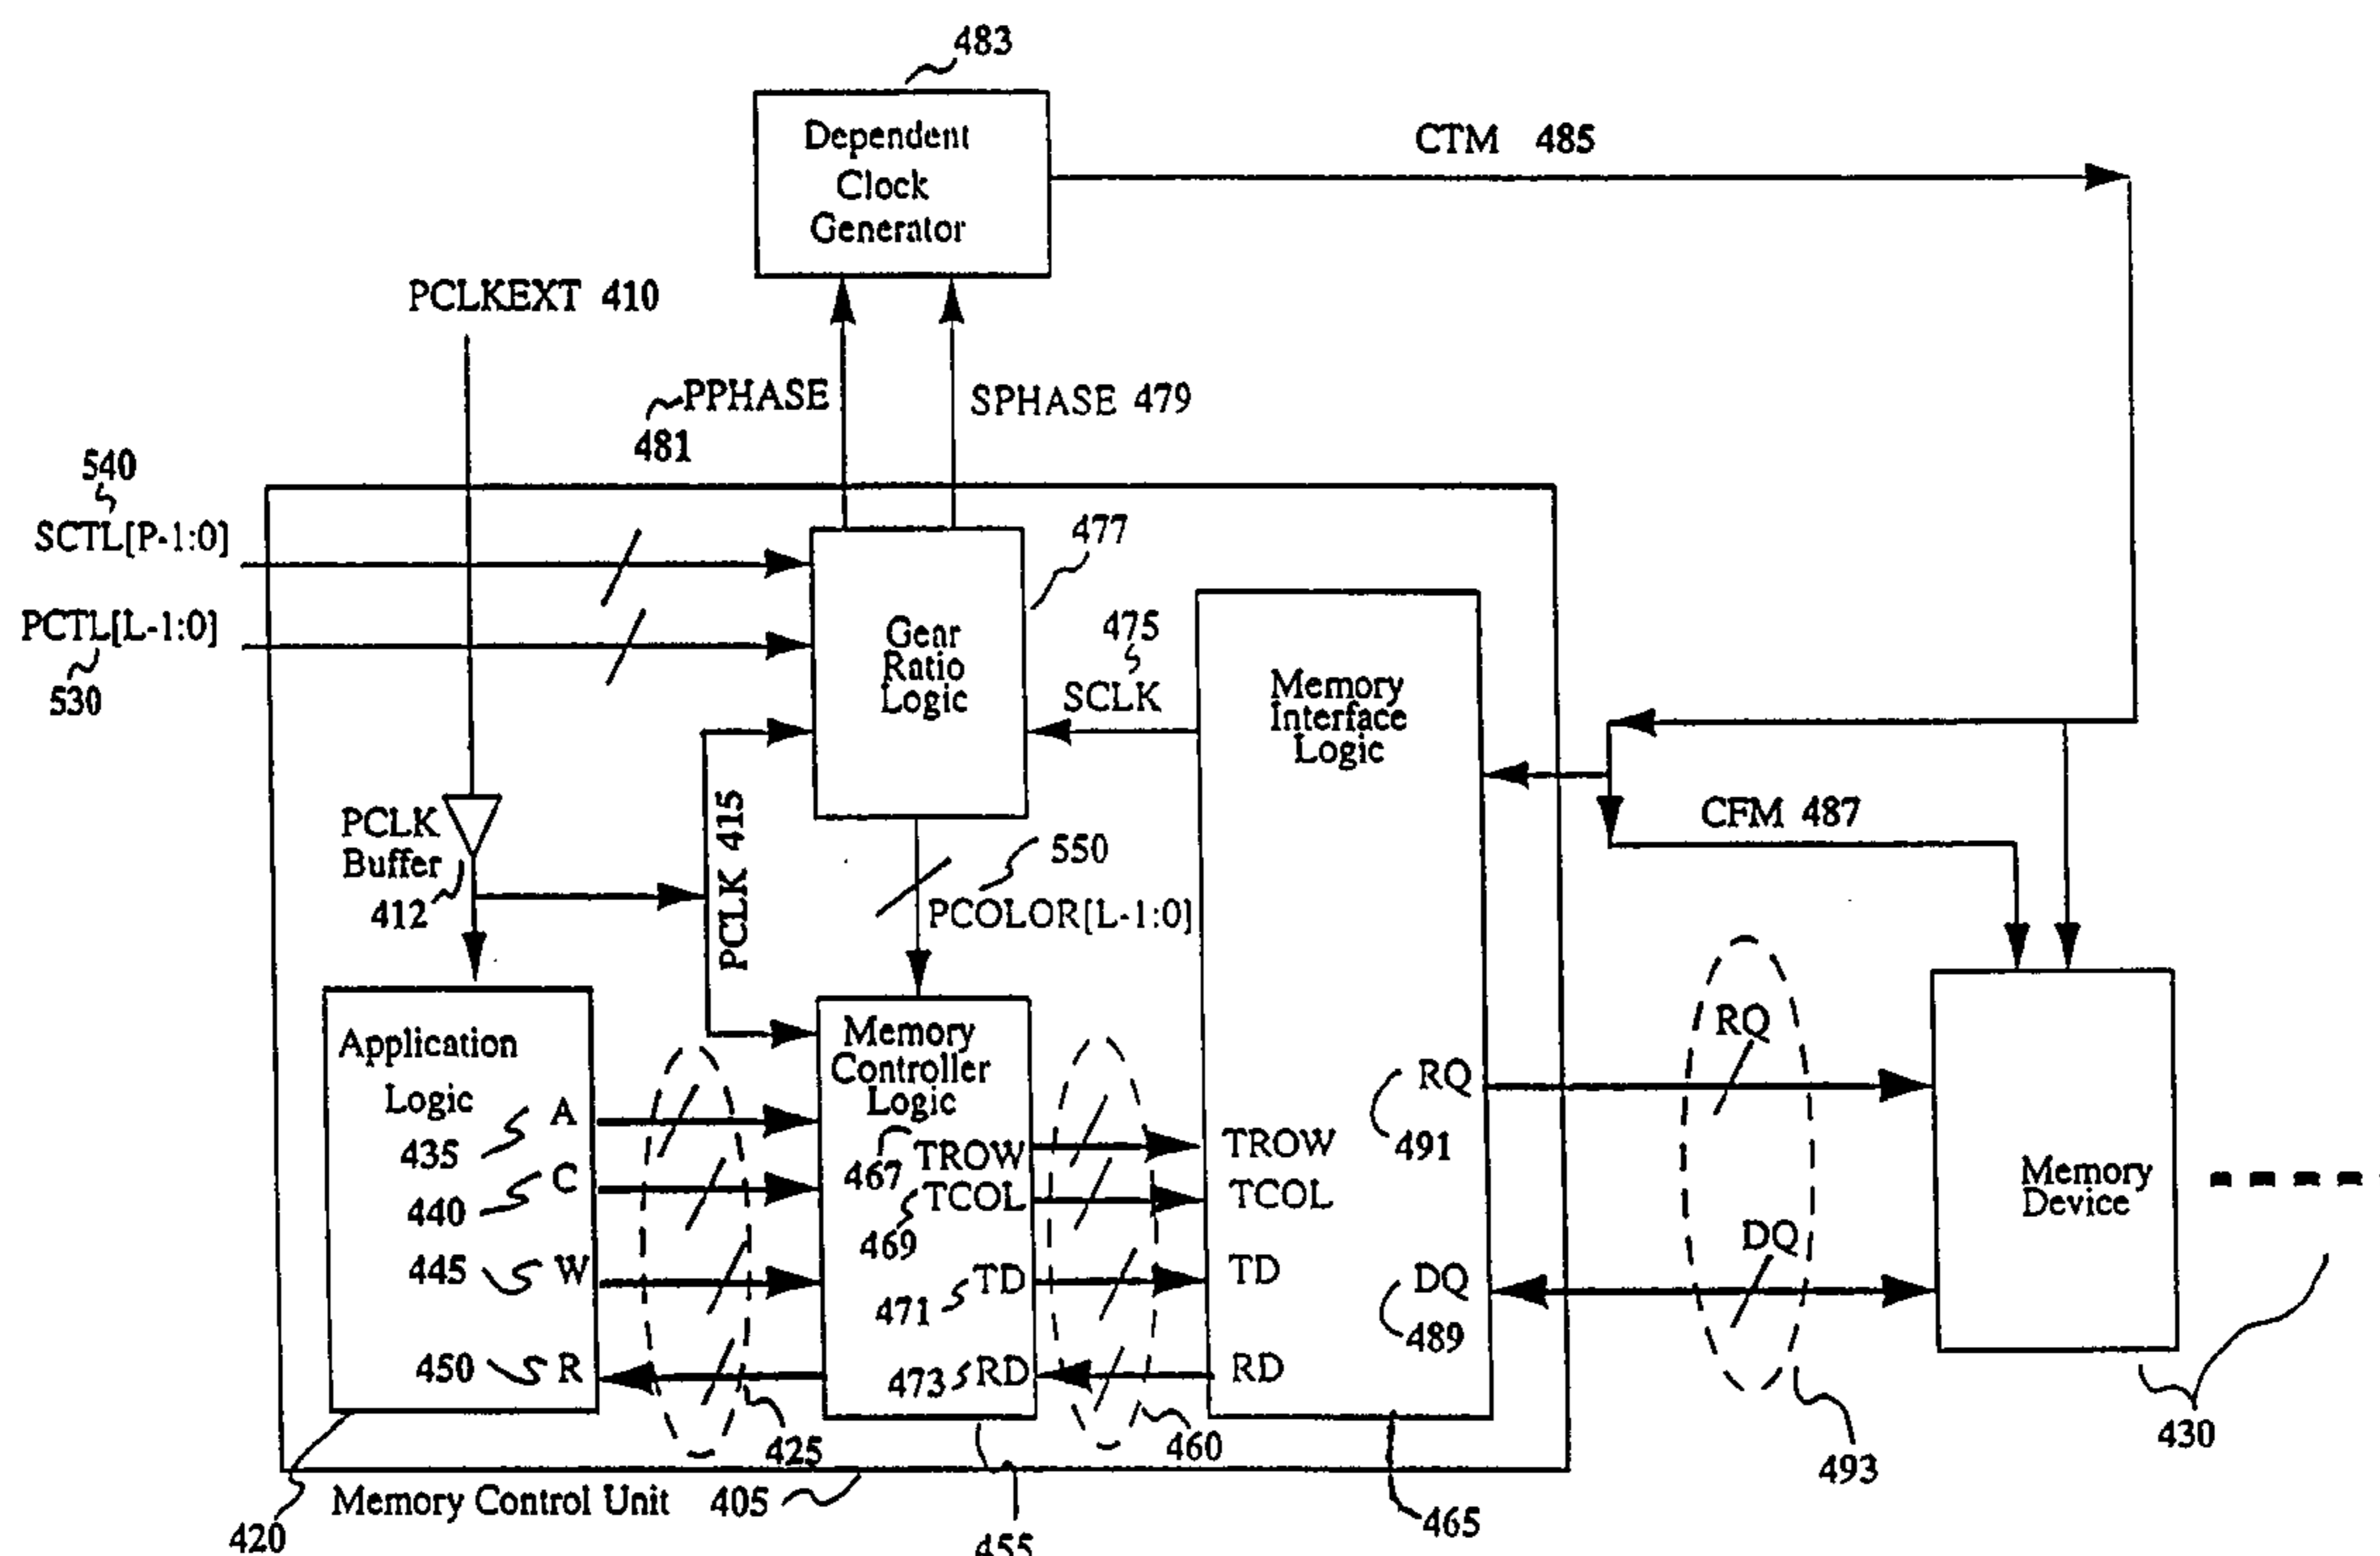 483
Dependent
Clock
Generator
CTM 485
PCLKEXT 410
PPHASE
481
SPHASE 479
540
SCTL[P-1:0]
PCTL[L-1:0]
530
477
Gear
Ratio
Logic
475
SCLK
Memory
Interface
Logic
CFM 487
PCLK
Buffer
412
PCLK 415
550
PCOLOR[L-1:0]
Application
Logic
A
435
C
440
445 W
450 R
Memory
Controller
Logic
467 TROW
TCOL
469
TD
471
473 RD
TROW
TCOL
TD
RD
RQ
491
DQ
489
RQ
DQ
Memory
Device
425
460
493
430
Memory Control Unit 405
420
455
465